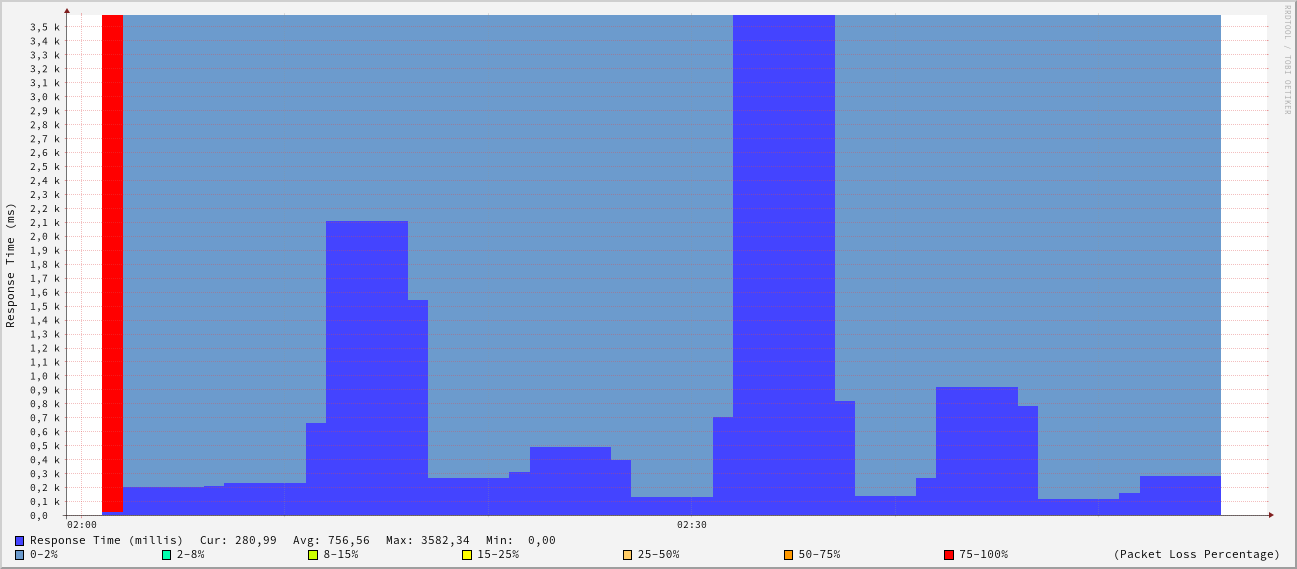 RRDTOOL / TOBI OETIKER
Response Time (ms)
3,5 k
3,4 k
3,3 k
3,2 k
3,1 k
3,0 k
2,9 k
2,8 k
2,7 k
2,6 k
2,5 k
2,4 k
2,3 k
2,2 k
2,1 k
2,0 k
1,9 k
1,8 k
1,7 k
1,6 k
1,5 k
1,4 k
1,3 k
1,2 k
1,1 k
1,0 k
0,9 k
0,8 k
0,7 k
0,6 k
0,5 k
0,4 k
0,3 k
0,2 k
0,1 k
0,0
02:00 02:30
Response Time (millis) Cur: 280,99 Avg: 756,56 Max: 3582,34 Min: 0,00
0-2% 2-8% 8-15% 15-25% 25-50% 50-75% 75-100% (Packet Loss Percentage)